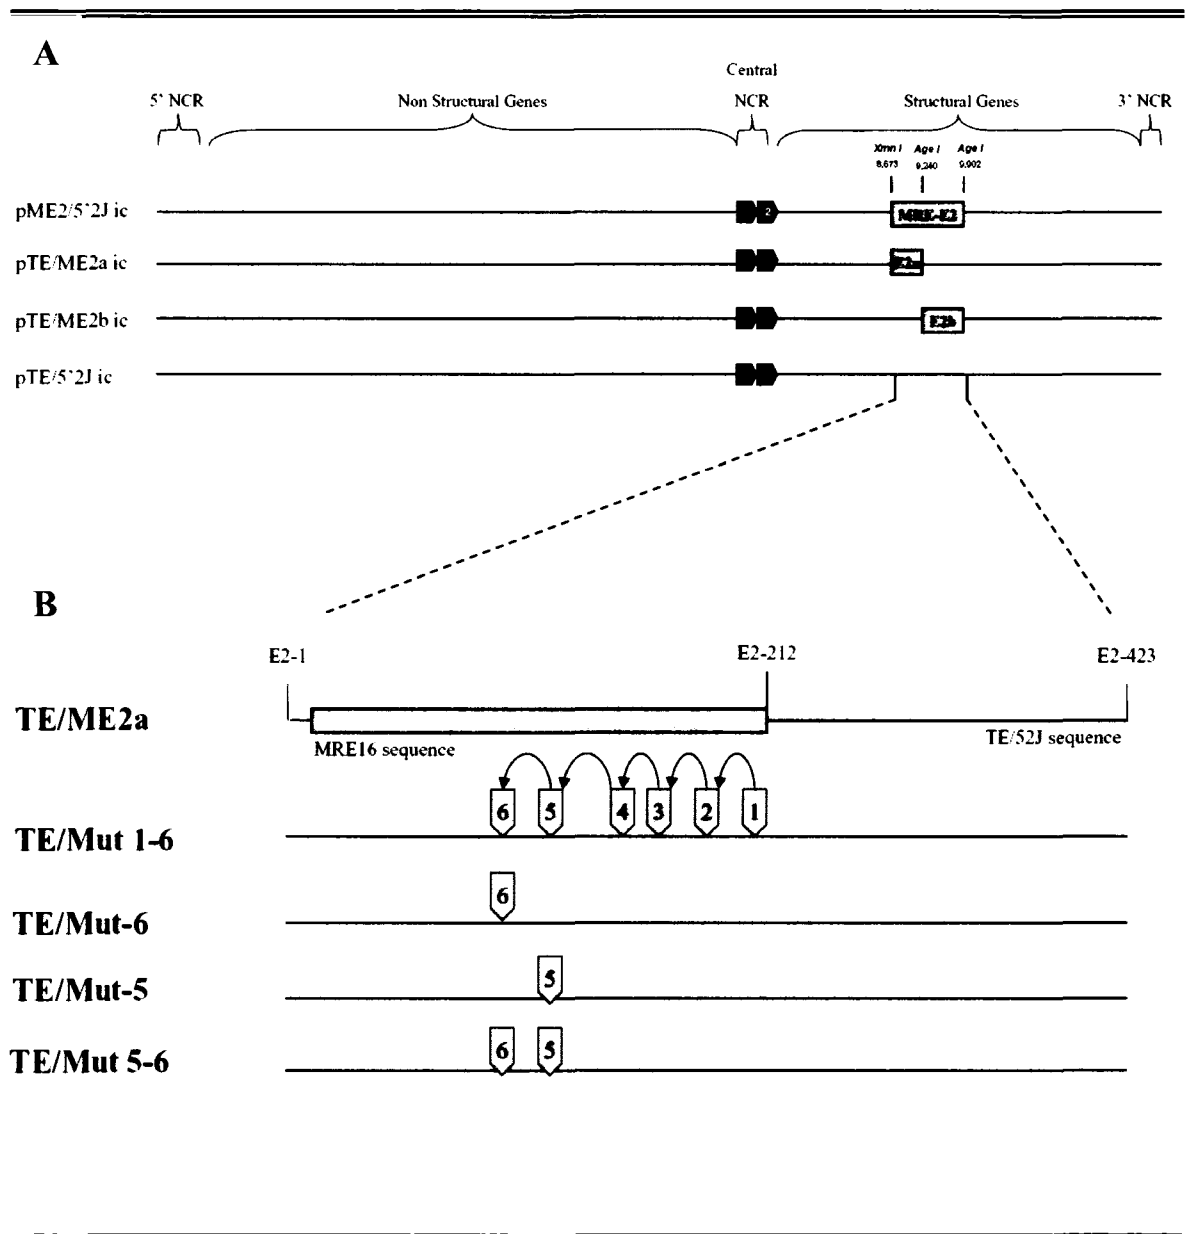 A
Central
5' NCR
Non Structural Genes
NCR
Structural Genes
3' NCR
Xmn I
Age I
Age I
8,673
9,240
9,902
pME2/5'2J ic
2
MRE-E2
pTE/ME2a ic
pTE/ME2b ic
E2b
pTE/5'2J ic
B
E2-1
E2-212
E2-423
TE/ME2a
MRE16 sequence
TE/52J sequence
6
5
4
3
2
1
TE/Mut 1-6
6
TE/Mut-6
5
TE/Mut-5
6
5
TE/Mut 5-6